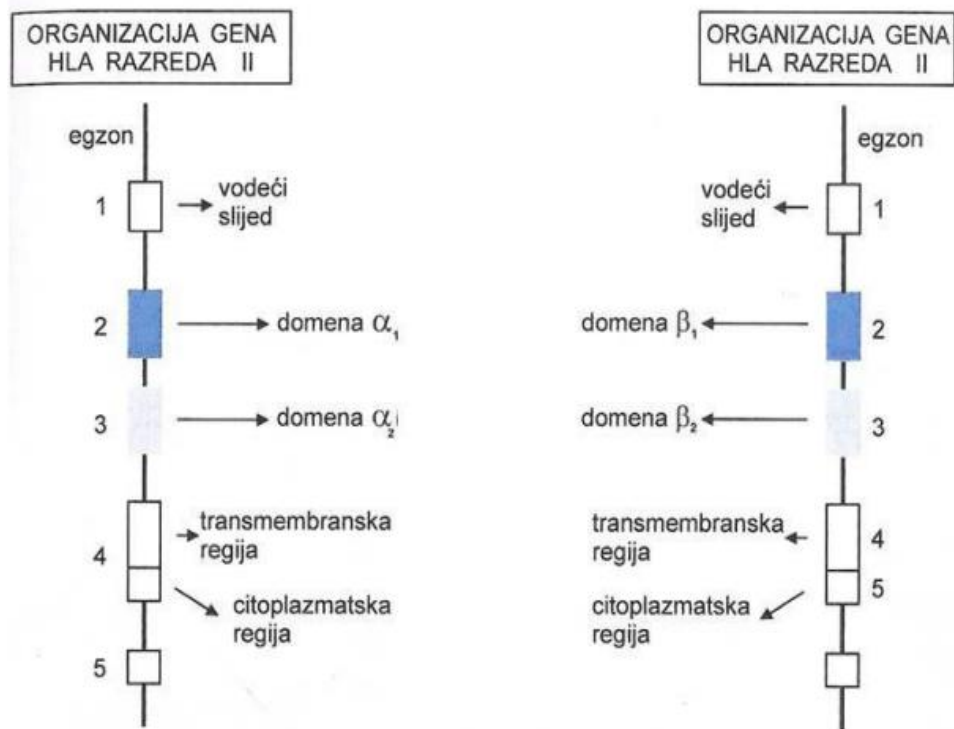 ORGANIZACIJA GENA
HLA RAZREDA II
egzon
1
vodeći
slijed
2
domena α₁
3
domena α₂
4
transmembranska
regija
citoplazmatska
regija
5
ORGANIZACIJA GENA
HLA RAZREDA II
egzon
vodeći
slijed
1
domena β₁
2
domena β₂
3
transmembranska
regija
4
citoplazmatska
regija
5